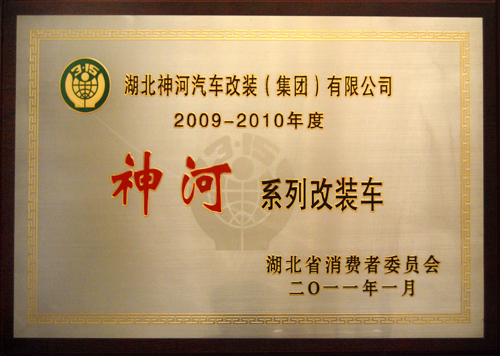 3·15
湖北神河汽车改装(集团)有限公司
2009-2010年度
神河 系列改装车
湖北省消费者委员会
二〇一一年一月